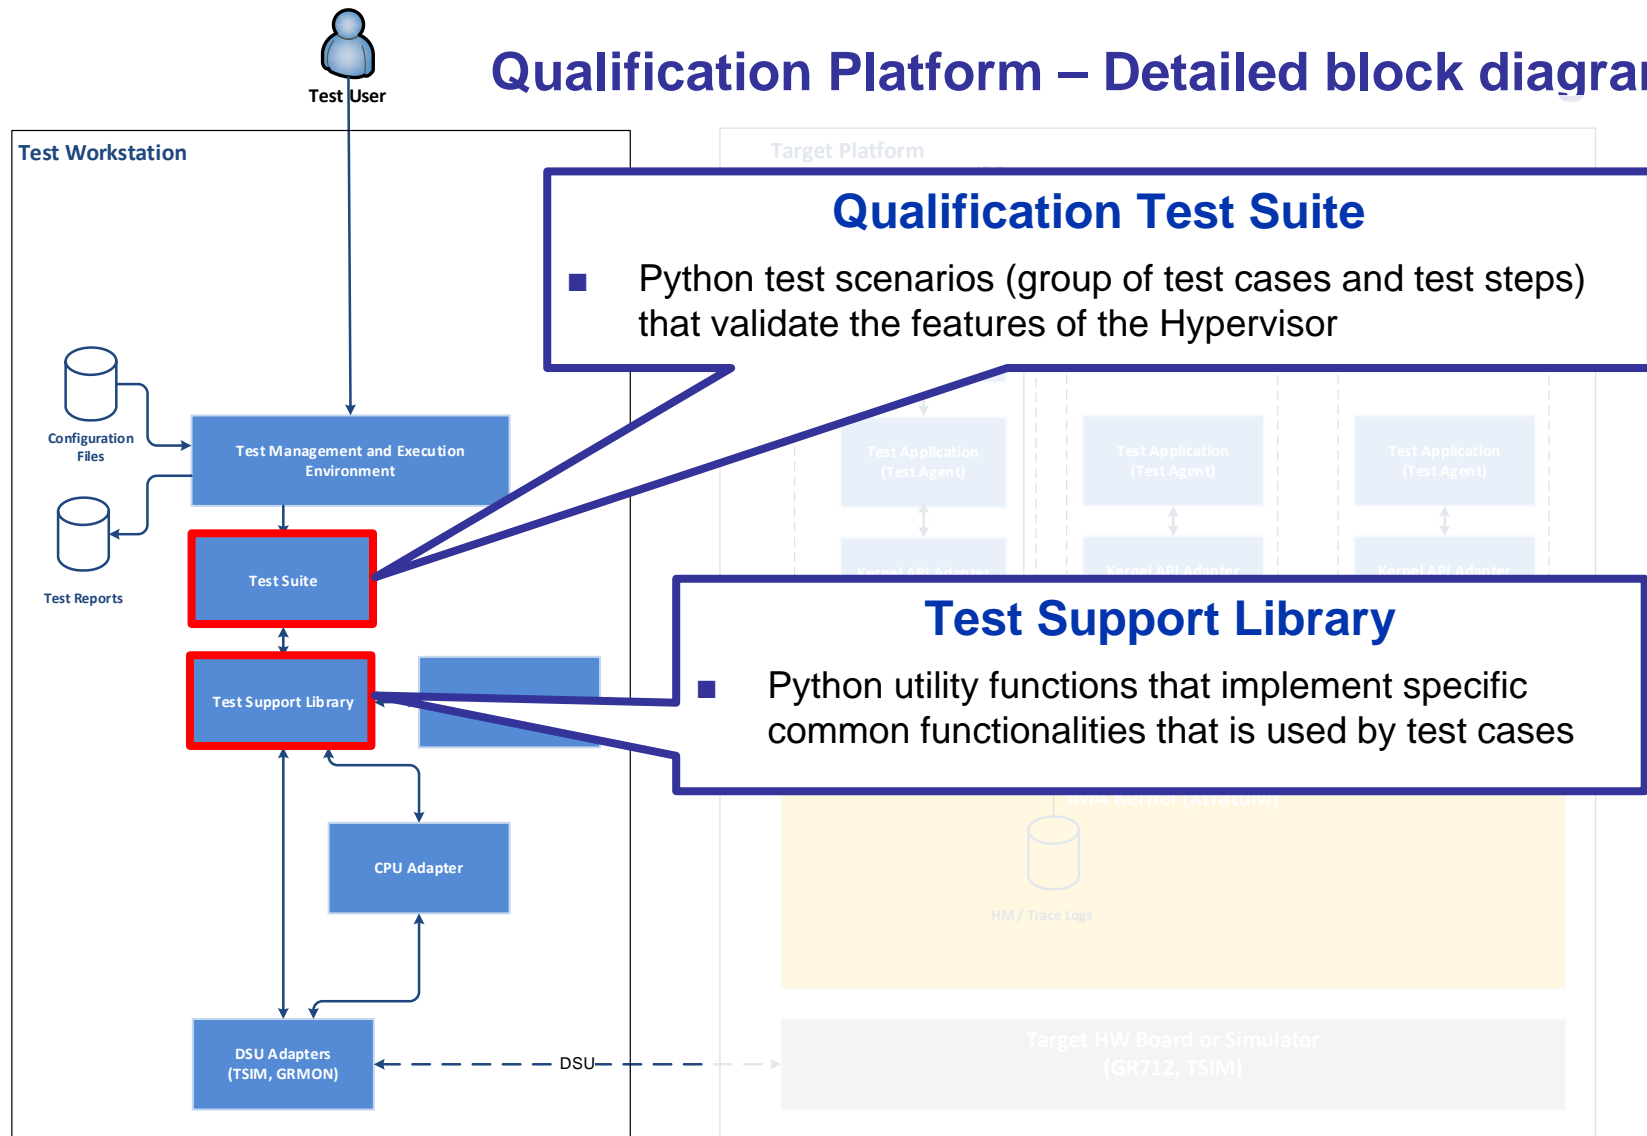 Test User
Qualification Platform – Detailed block diagra
Test Workstation
Target Platform
Qualification Test Suite
■ Python test scenarios (group of test cases and test steps)
that validate the features of the Hypervisor
Configuration
Files
Test Management and Execution
Environment
Test Application
(Test Agent)
Test Application
(Test Agent)
Test Application
(Test Agent)
Test Reports
Test Suite
Kernel API Adapter
Kernel API Adapter
Kernel API Adapter
Test Support Library
■ Python utility functions that implement specific
common functionalities that is used by test cases
Test Support Library
IMA Kernel (XtratuM)
CPU Adapter
HM / Trace Logs
DSU Adapters
(TSIM, GRMON)
DSU
Target HW Board or Simulator
(GR712, TSIM)